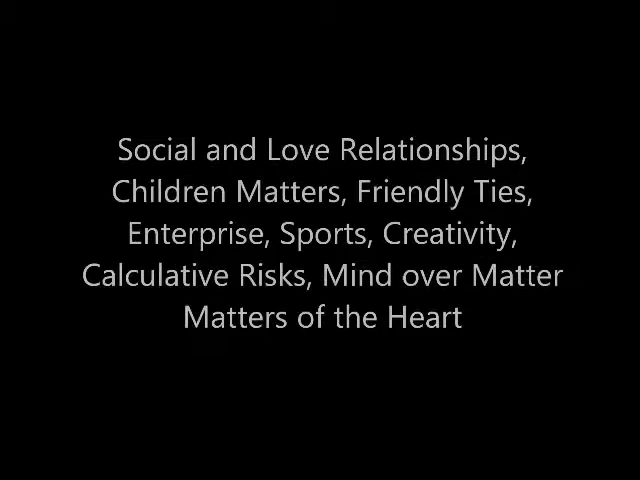 Social and Love Relationships,
Children Matters, Friendly Ties,
Enterprise, Sports, Creativity,
Calculative Risks, Mind over Matter
Matters of the Heart